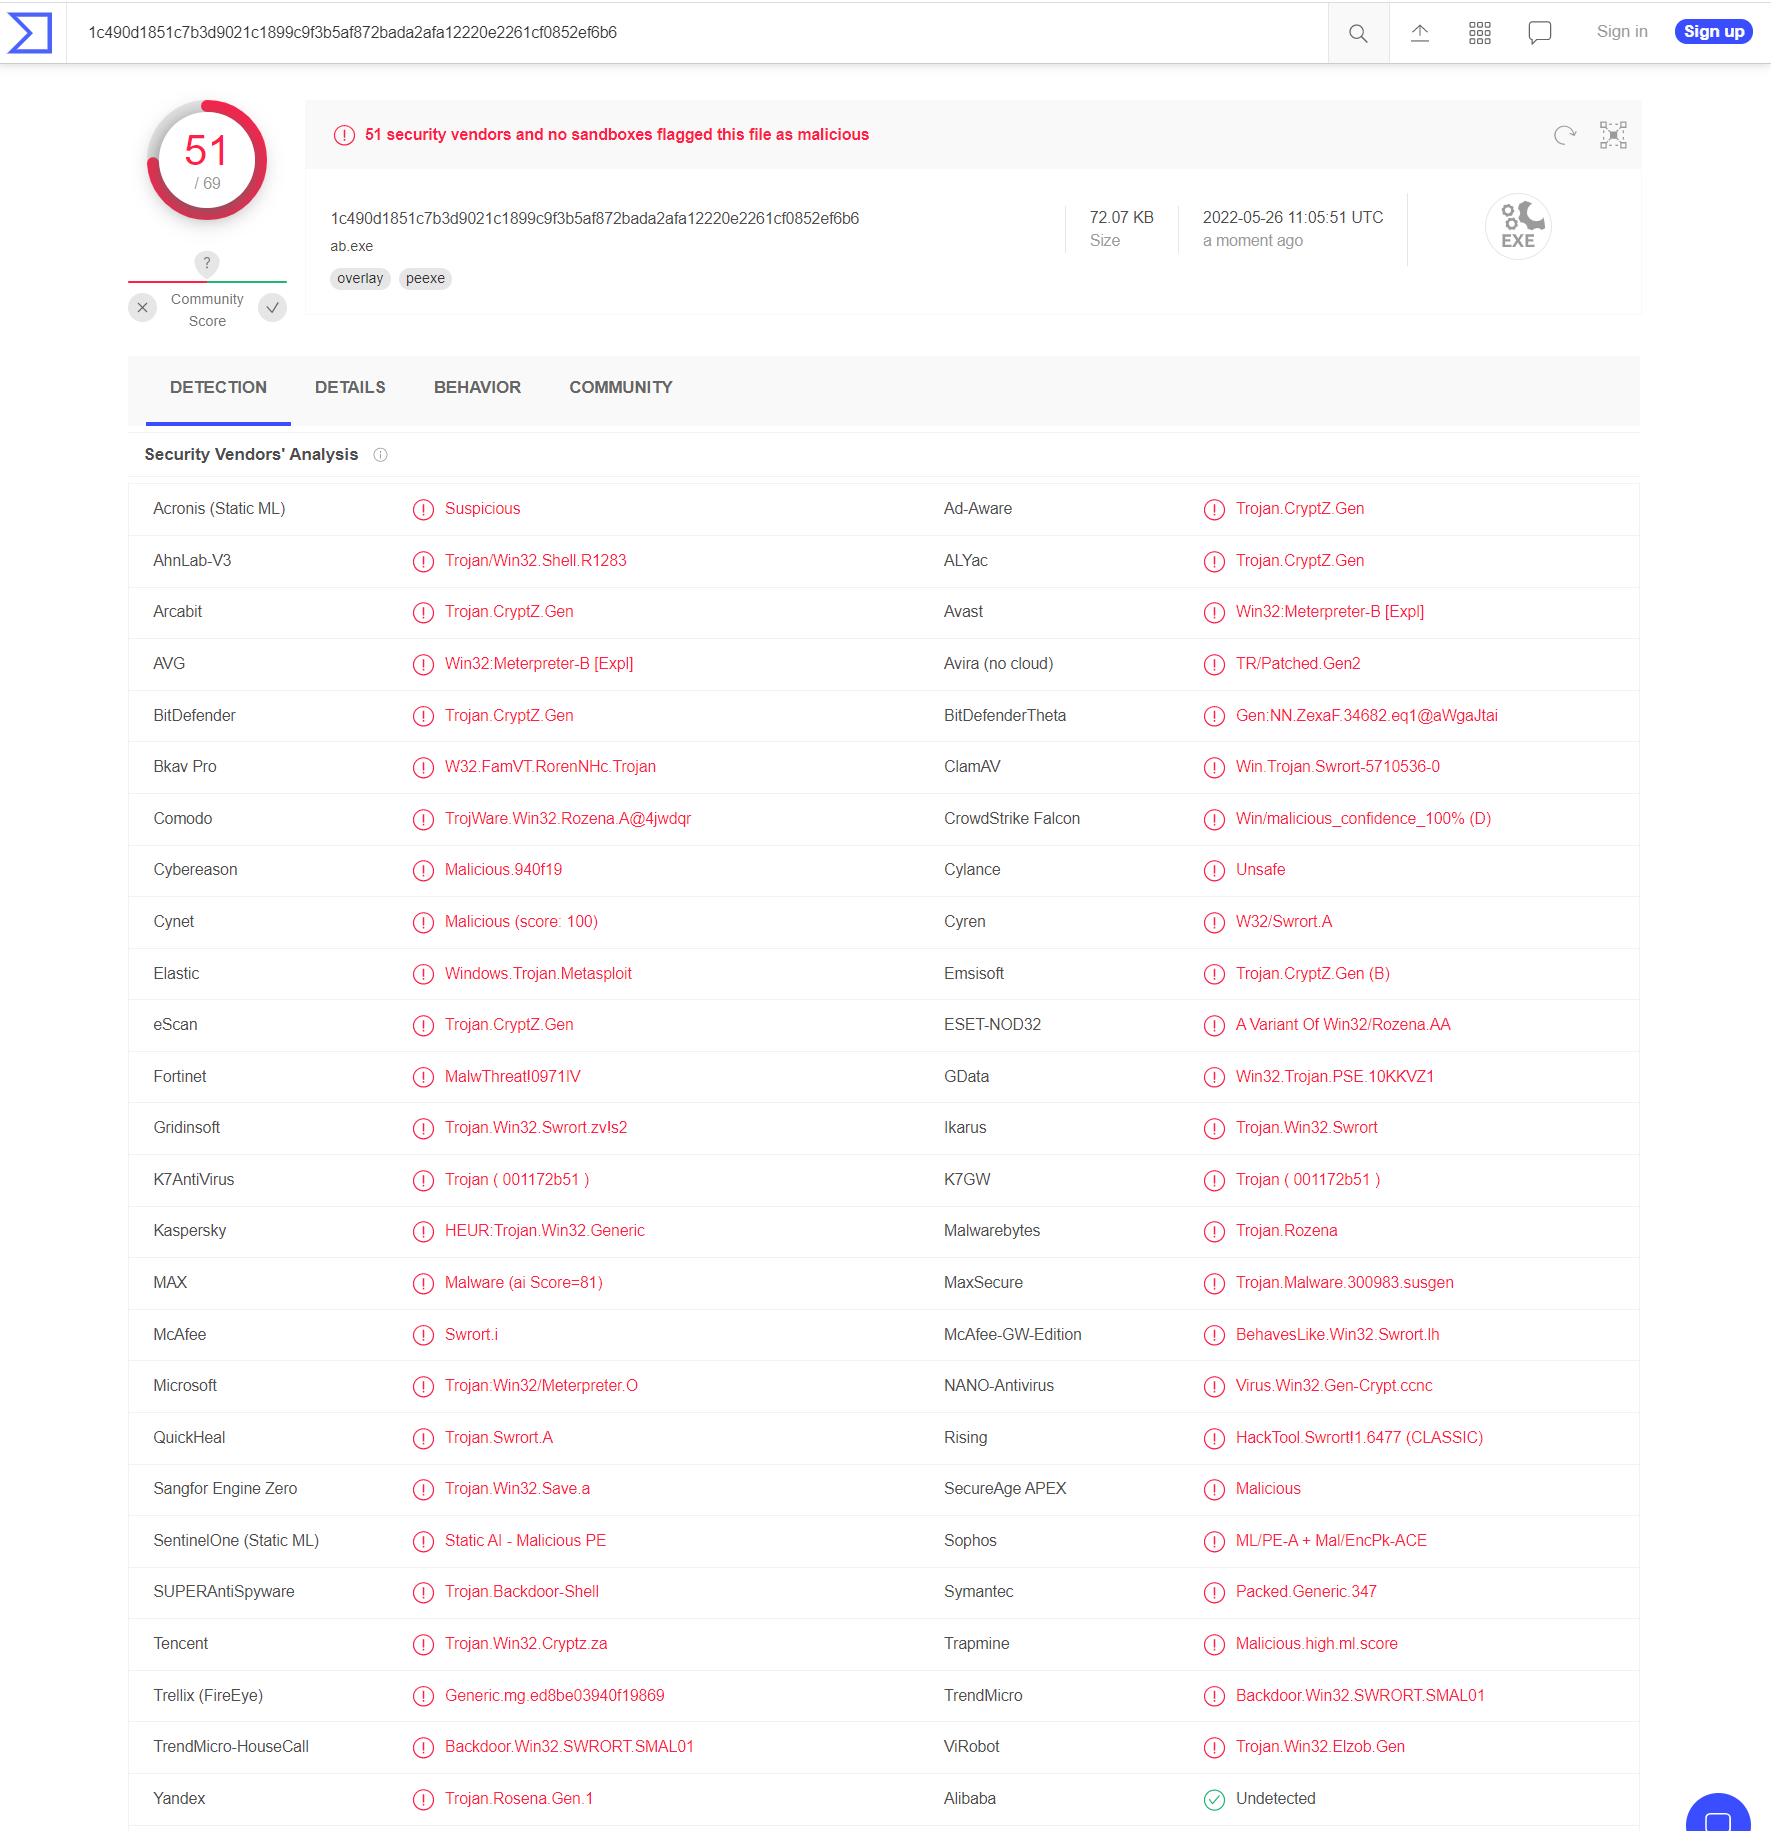 1c490d1851c7b3d9021c1899c9f3b5af872bada2afa12220e2261cf0852ef6b6
Sign in
Sign up
51
/ 69
51 security vendors and no sandboxes flagged this file as malicious
1c490d1851c7b3d9021c1899c9f3b5af872bada2afa12220e2261cf0852ef6b6
72.07 KB
Size
2022-05-26 11:05:51 UTC
a moment ago
EXE
ab.exe
overlay
peexe
?
Community
Score
DETECTION DETAILS BEHAVIOR COMMUNITY
Security Vendors' Analysis
Acronis (Static ML) Suspicious Ad-Aware Trojan.CryptZ.Gen
AhnLab-V3 Trojan/Win32.Shell.R1283 ALYac Trojan.CryptZ.Gen
Arcabit Trojan.CryptZ.Gen Avast Win32:Meterpreter-B [Expl]
AVG Win32:Meterpreter-B [Expl] Avira (no cloud) TR/Patched.Gen2
BitDefender Trojan.CryptZ.Gen BitDefenderTheta Gen:NN.ZexaF.34682.eq1@aWgaJtai
Bkav Pro W32.FamVT.RorenNHc.Trojan ClamAV Win.Trojan.Swrort-5710536-0
Comodo TrojWare.Win32.Rozena.A@4jwdqr CrowdStrike Falcon Win/malicious_confidence_100% (D)
Cybereason Malicious.940f19 Cylance Unsafe
Cynet Malicious (score: 100) Cyren W32/Swrort.A
Elastic Windows.Trojan.Metasploit Emsisoft Trojan.CryptZ.Gen (B)
eScan Trojan.CryptZ.Gen ESET-NOD32 A Variant Of Win32/Rozena.AA
Fortinet MalwThreat!0971IV GData Win32.Trojan.PSE.10KKVZ1
Gridinsoft Trojan.Win32.Swrort.zv!s2 Ikarus Trojan.Win32.Swrort
K7AntiVirus Trojan ( 001172b51 ) K7GW Trojan ( 001172b51 )
Kaspersky HEUR:Trojan.Win32.Generic Malwarebytes Trojan.Rozena
MAX Malware (ai Score=81) MaxSecure Trojan.Malware.300983.susgen
McAfee Swrort.i McAfee-GW-Edition BehavesLike.Win32.Swrort.lh
Microsoft Trojan:Win32/Meterpreter.O NANO-Antivirus Virus.Win32.Gen-Crypt.ccnc
QuickHeal Trojan.Swrort.A Rising HackTool.Swrort!1.6477 (CLASSIC)
Sangfor Engine Zero Trojan.Win32.Save.a SecureAge APEX Malicious
SentinelOne (Static ML) Static AI - Malicious PE Sophos ML/PE-A + Mal/EncPk-ACE
SUPERAntiSpyware Trojan.Backdoor-Shell Symantec Packed.Generic.347
Tencent Trojan.Win32.Cryptz.za Trapmine Malicious.high.ml.score
Trellix (FireEye) Generic.mg.ed8be03940f19869 TrendMicro Backdoor.Win32.SWRORT.SMAL01
TrendMicro-HouseCall Backdoor.Win32.SWRORT.SMAL01 ViRobot Trojan.Win32.Elzob.Gen
Yandex Trojan.Rosena.Gen.1 Alibaba Undetected